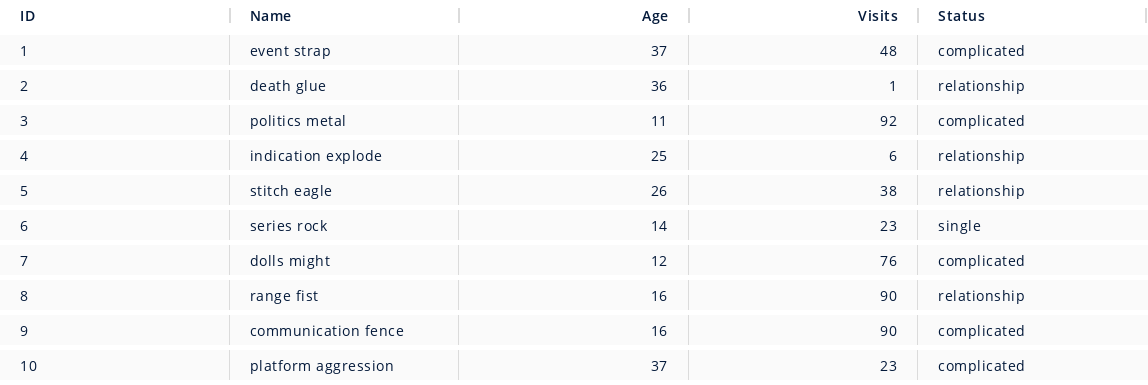 ID Name Age Visits Status
1 event strap 37 48 complicated
2 death glue 36 1 relationship
3 politics metal 11 92 complicated
4 indication explode 25 6 relationship
5 stitch eagle 26 38 relationship
6 series rock 14 23 single
7 dolls might 12 76 complicated
8 range fist 16 90 relationship
9 communication fence 16 90 complicated
10 platform aggression 37 23 complicated